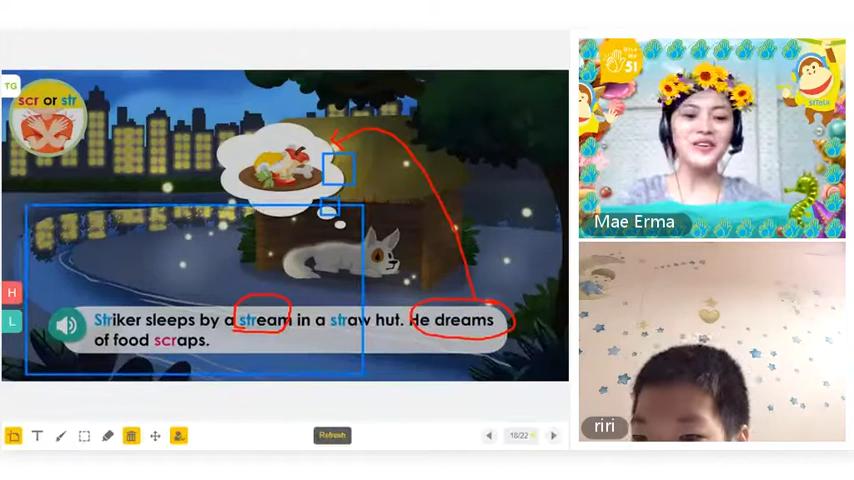 TG
scr or str
H
L
Striker sleeps by a stream in a straw hut. He dreams
of food scraps.
T
Refresh
18/22
51
Mae Erma
riri